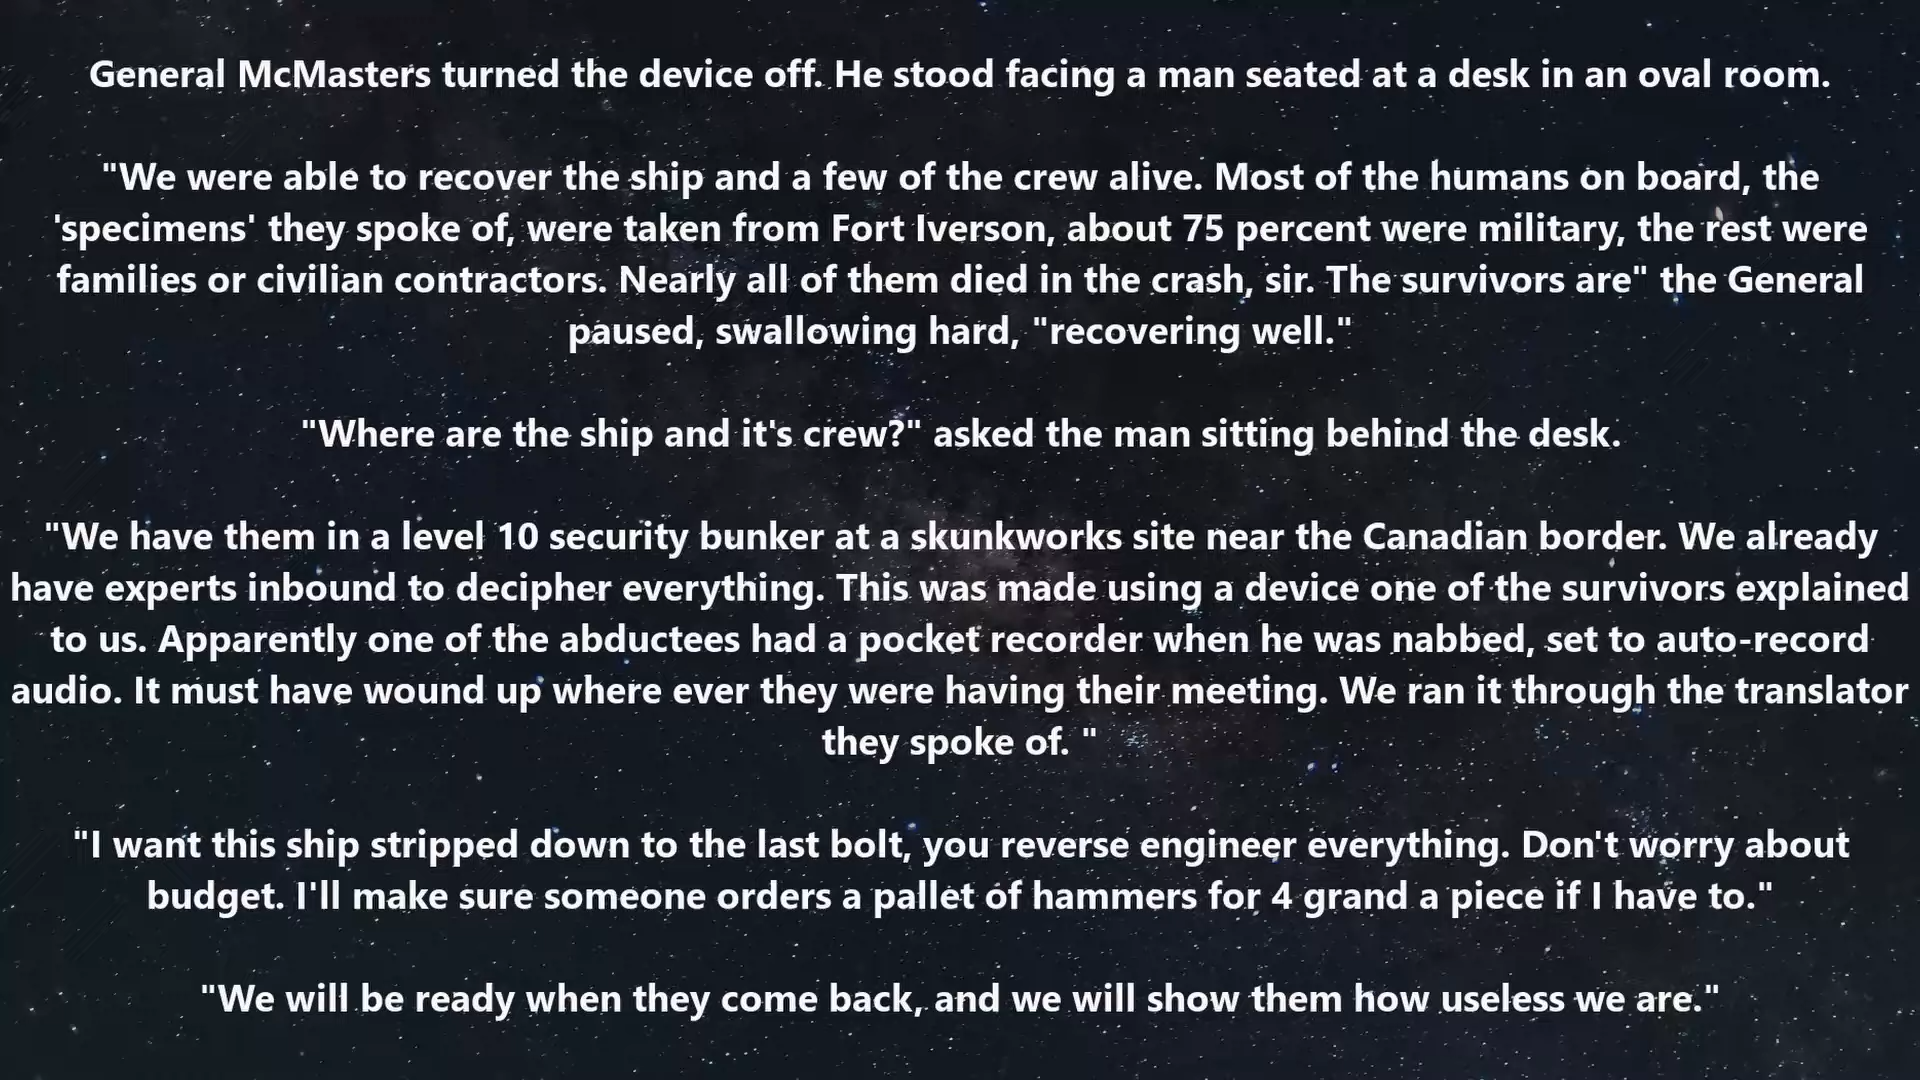 General McMasters turned the device off. He stood facing a man seated at a desk in an oval room.
"We were able to recover the ship and a few of the crew alive. Most of the humans on board, the
'specimens' they spoke of, were taken from Fort Iverson, about 75 percent were military, the rest were
families or civilian contractors. Nearly all of them died in the crash, sir. The survivors are" the General
paused, swallowing hard, "recovering well."
"Where are the ship and it's crew?" asked the man sitting behind the desk.
"We have them in a level 10 security bunker at a skunkworks site near the Canadian border. We already
have experts inbound to decipher everything. This was made using a device one of the survivors explained
to us. Apparently one of the abductees had a pocket recorder when he was nabbed, set to auto-record
audio. It must have wound up where ever they were having their meeting. We ran it through the translator
they spoke of. "
"I want this ship stripped down to the last bolt, you reverse engineer everything. Don't worry about
budget. I'll make sure someone orders a pallet of hammers for 4 grand a piece if I have to."
"We will be ready when they come back, and we will show them how useless we are."